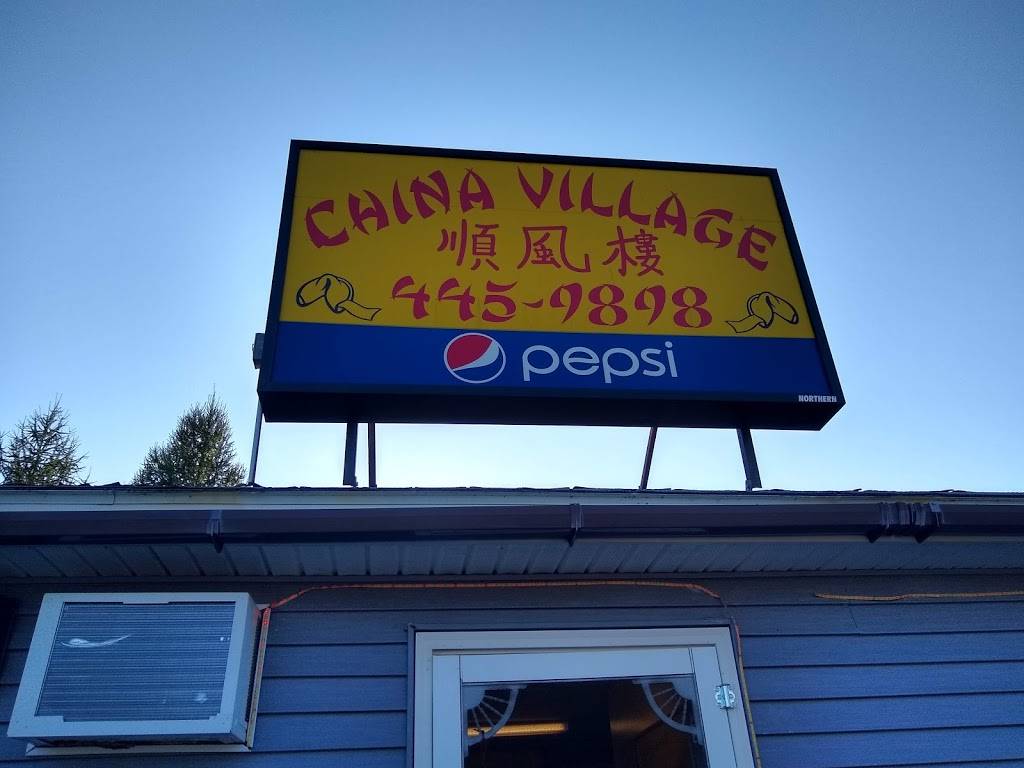 CHINA VILLAGE
順風樓
445-9898
pepsi
NORTHERN